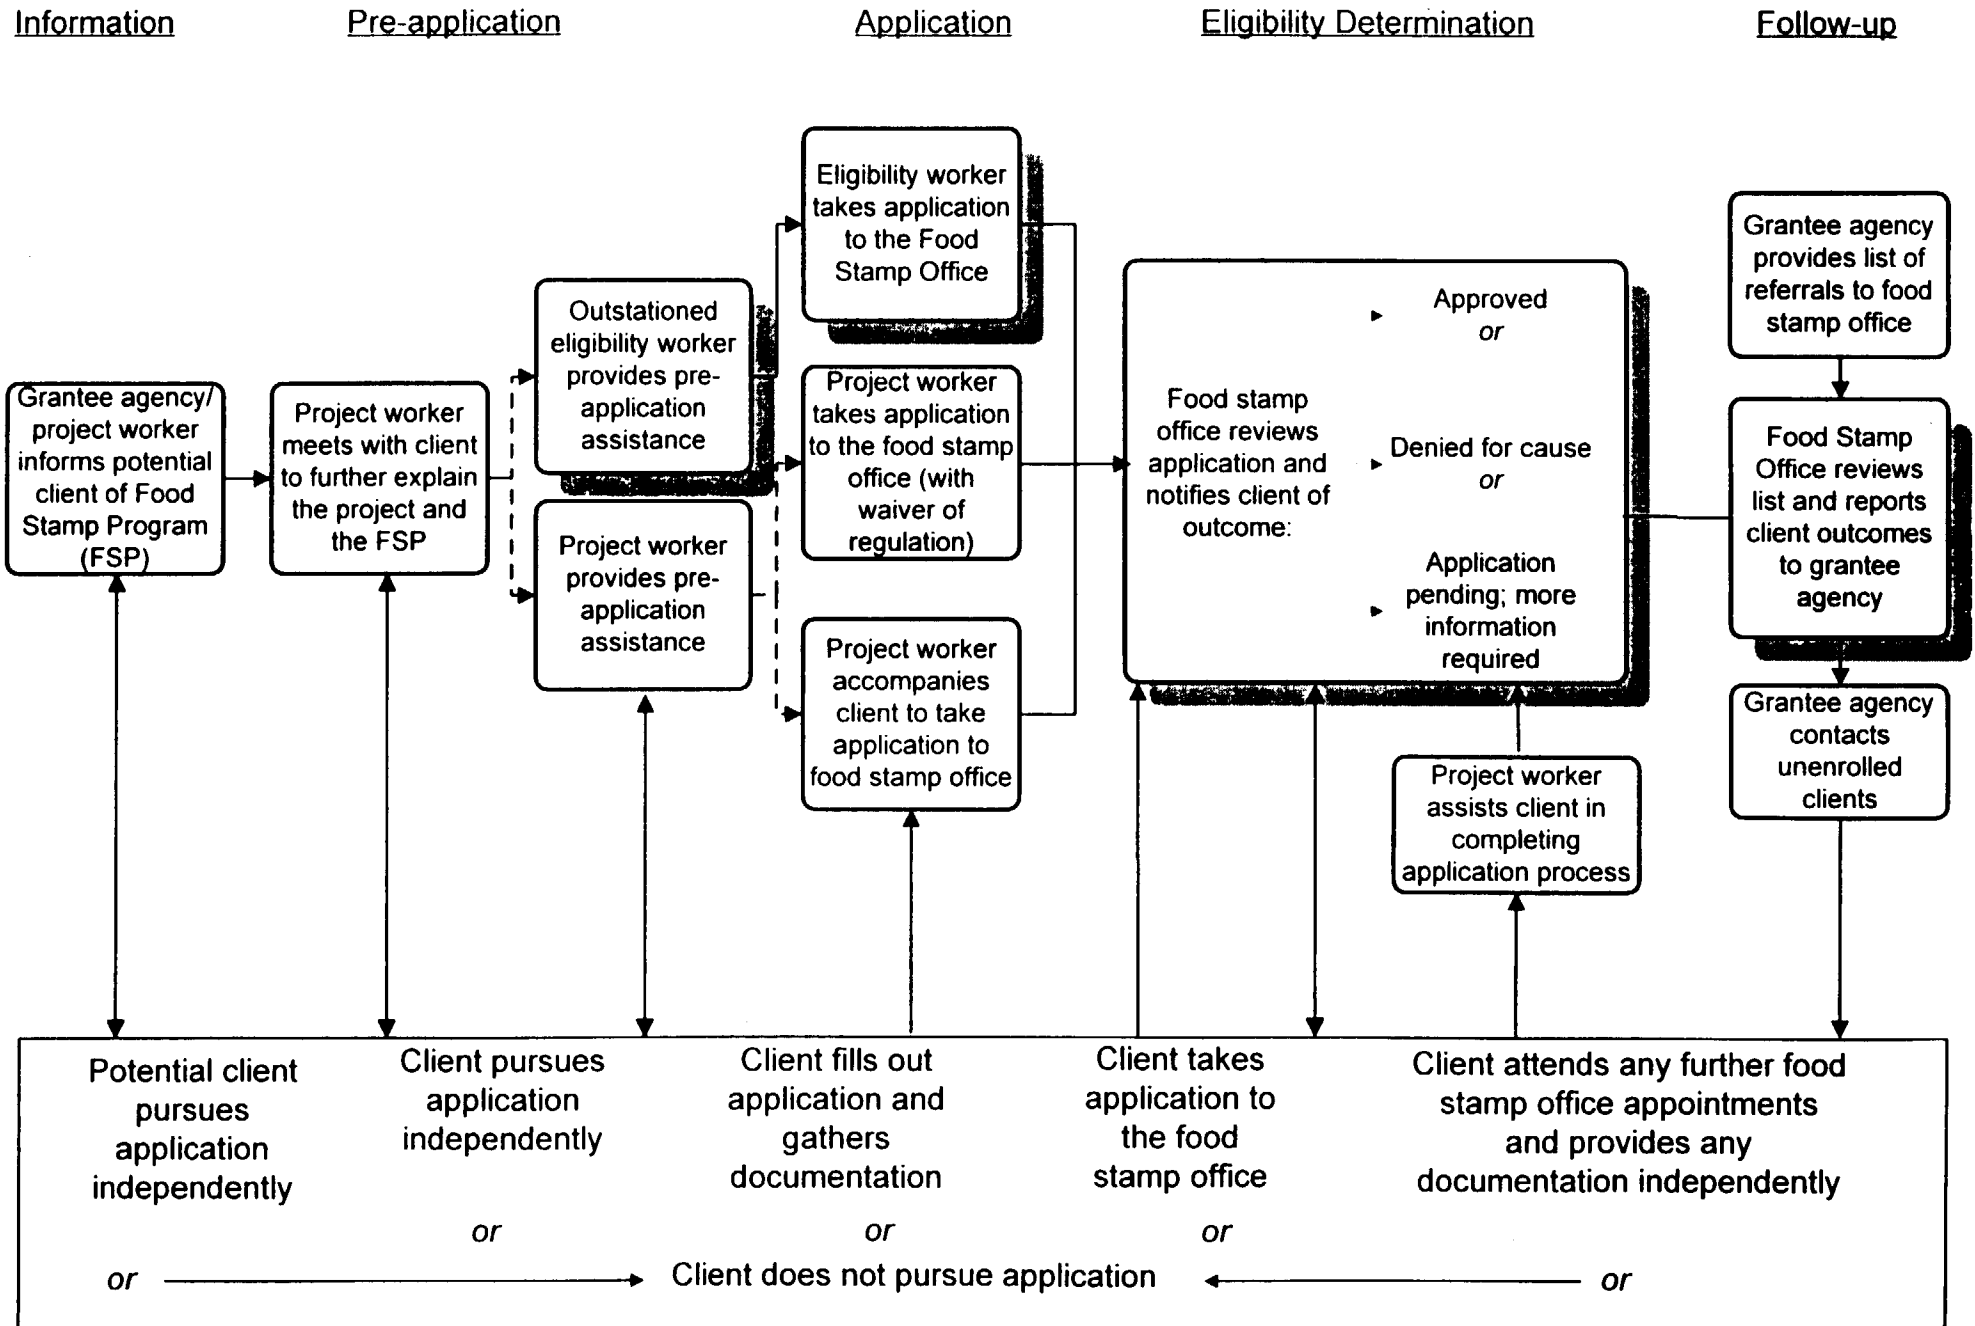 Information
Pre-application
Application
Eligibility Determination
Follow-up
Grantee agency/
project worker
informs potential
client of Food
Stamp Program
(FSP)
Project worker
meets with client
to further explain
the project and
the FSP
Outstationed
eligibility worker
provides pre-
application
assistance
Project worker
provides pre-
application
assistance
Eligibility worker
takes application
to the Food
Stamp Office
Project worker
takes application
to the food stamp
office (with
waiver of
regulation)
Project worker
accompanies
client to take
application to
food stamp office
Food stamp
office reviews
application and
notifies client of
outcome:
Approved
or
Denied for cause
or
Application
pending; more
information
required
Project worker
assists client in
completing
application process
Grantee agency
provides list of
referrals to food
stamp office
Food Stamp
Office reviews
list and reports
client outcomes
to grantee
agency
Grantee agency
contacts
unenrolled
clients
Potential client
pursues
application
independently
or
Client pursues
application
independently
or
Client fills out
application and
gathers
documentation
or
Client takes
application to
the food
stamp office
or
Client attends any further food
stamp office appointments
and provides any
documentation independently
or
Client does not pursue application